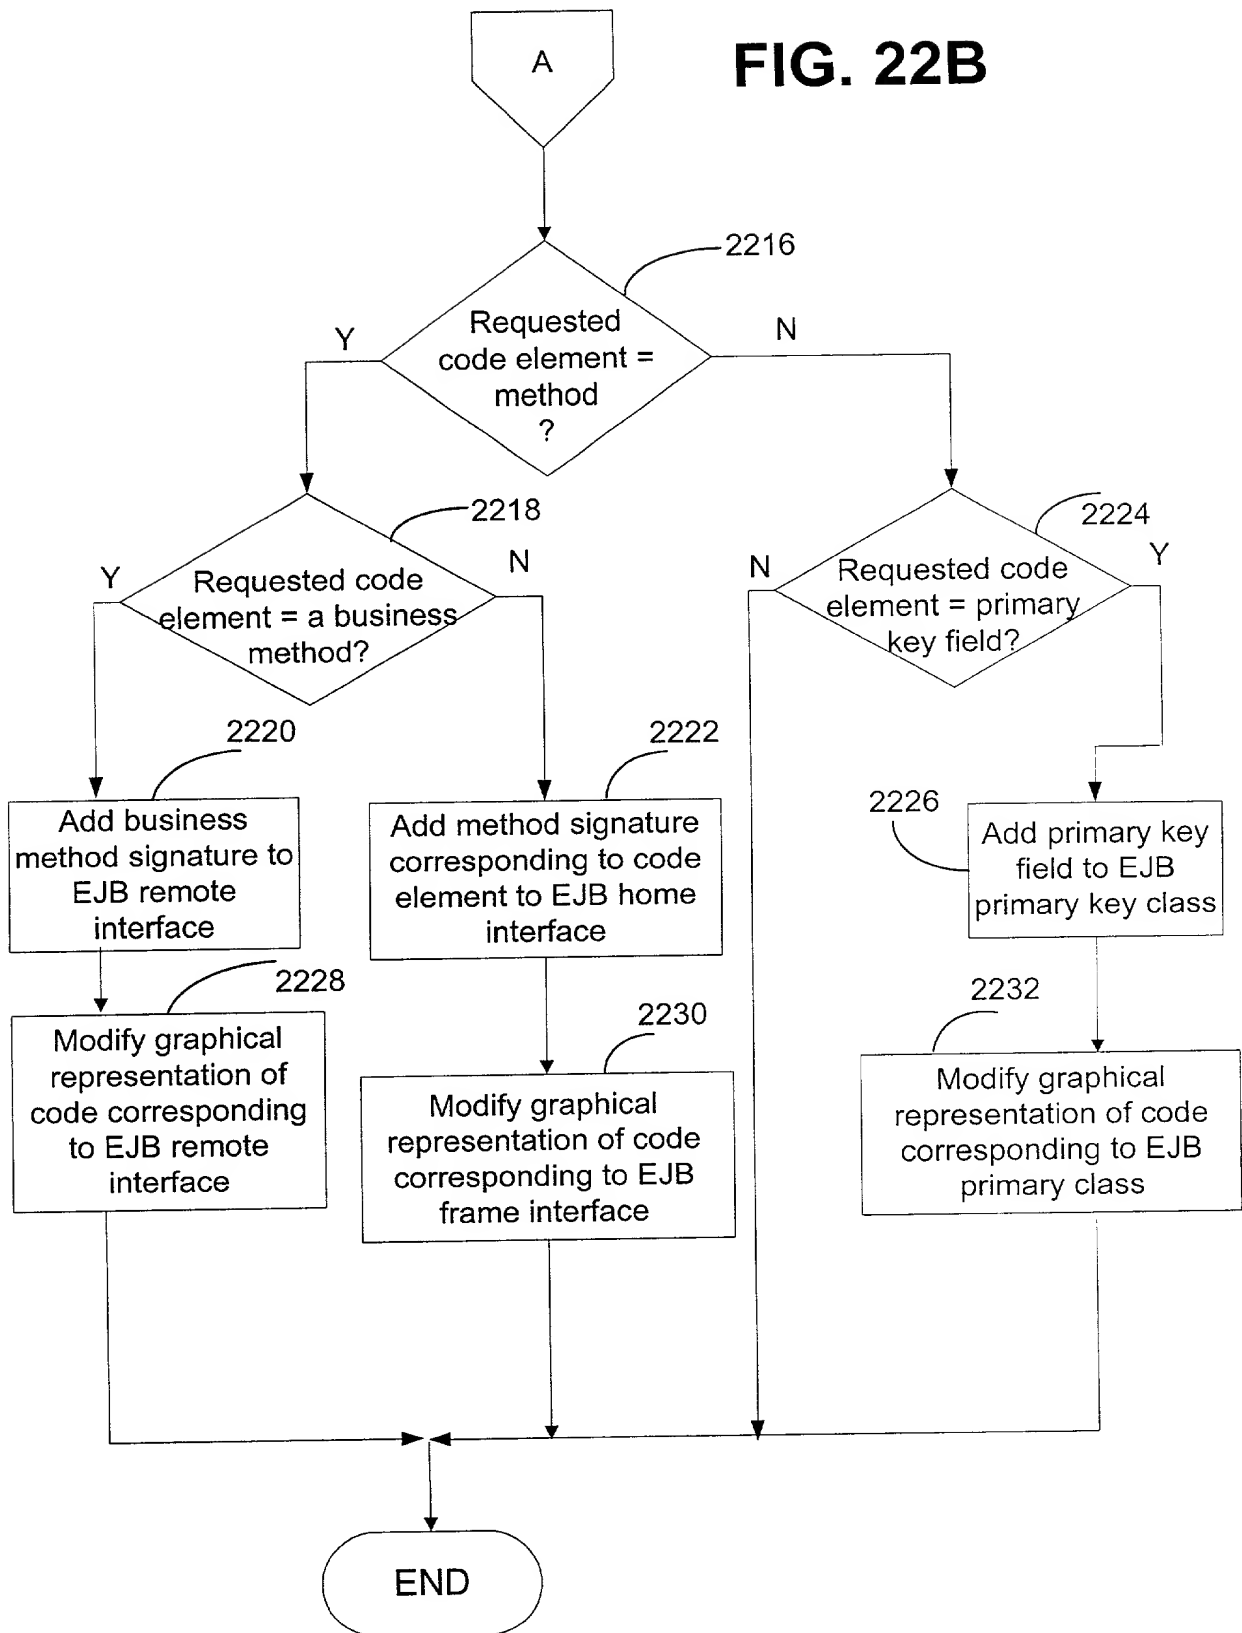 A
FIG. 22B
2216
Requested
code element =
method
?
Y
N
2218
Requested code
element = a business
method?
Y
N
2224
Requested code
element = primary
key field?
N
Y
2220
Add business
method signature to
EJB remote
interface
2222
Add method signature
corresponding to code
element to EJB home
interface
2226
Add primary key
field to EJB
primary key class
2228
Modify graphical
representation of
code corresponding
to EJB remote
interface
2230
Modify graphical
representation of code
corresponding to EJB
frame interface
2232
Modify graphical
representation of code
corresponding to EJB
primary class
END